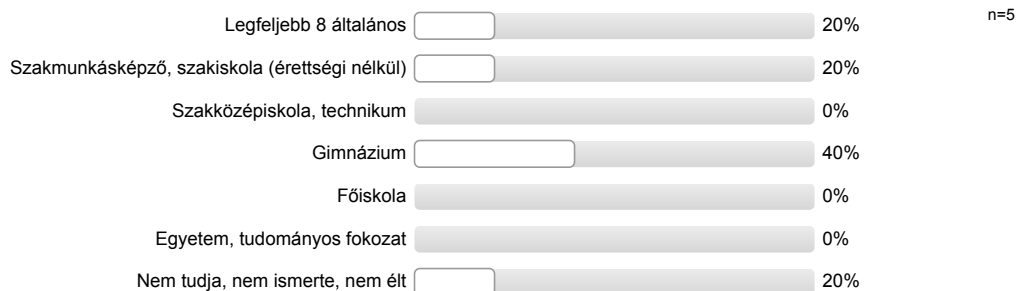 Legfeljebb 8 általános 20% n=5
Szakmunkásképző, szakiskola (érettségi nélkül) 20%
Szakközépiskola, technikum 0%
Gimnázium 40%
Főiskola 0%
Egyetem, tudományos fokozat 0%
Nem tudja, nem ismerte, nem élt 20%